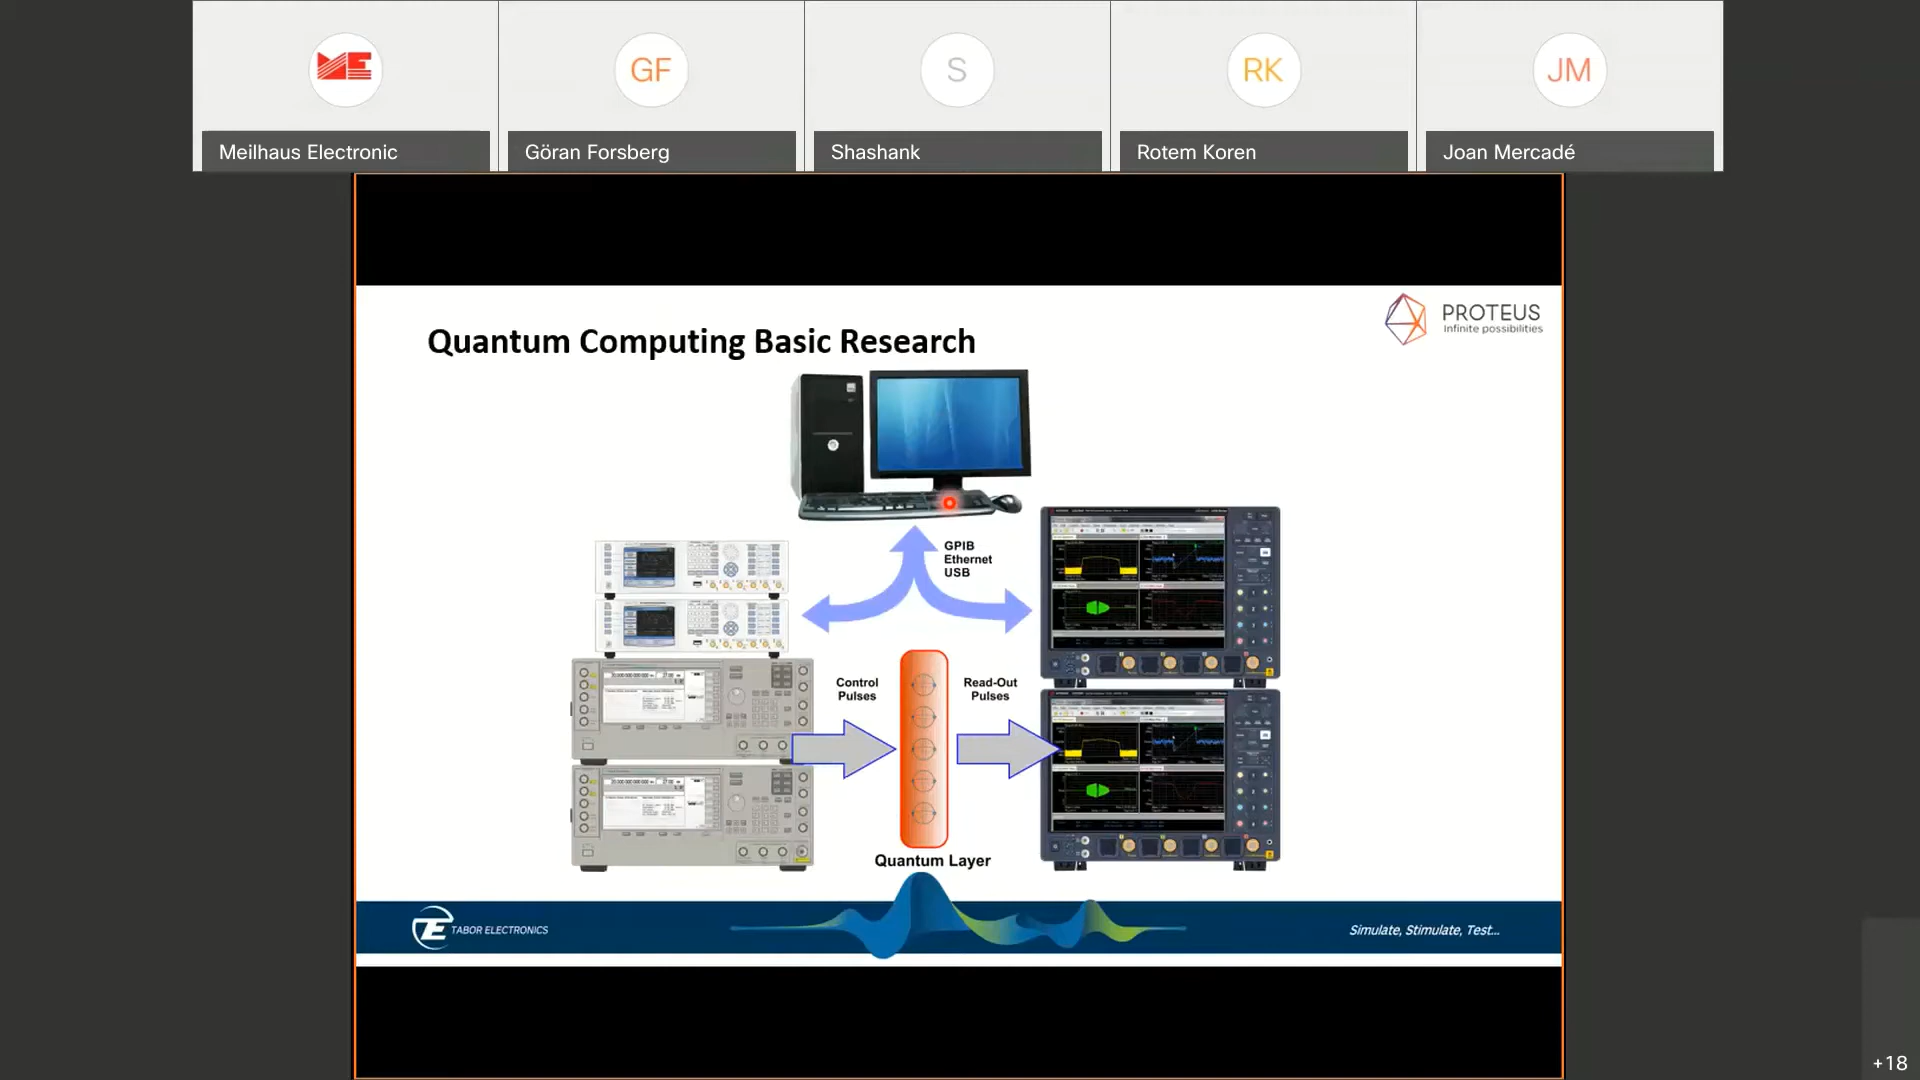 GF
S
RK
JM
Meilhaus Electronic
Göran Forsberg
Shashank
Rotem Koren
Joan Mercadé
PROTEUS
Infinite possibilities
Quantum Computing Basic Research
GPIB
Ethernet
USB
Control
Pulses
Read-Out
Pulses
Quantum Layer
TABOR ELECTRONICS
Simulate, Stimulate, Test...
+18